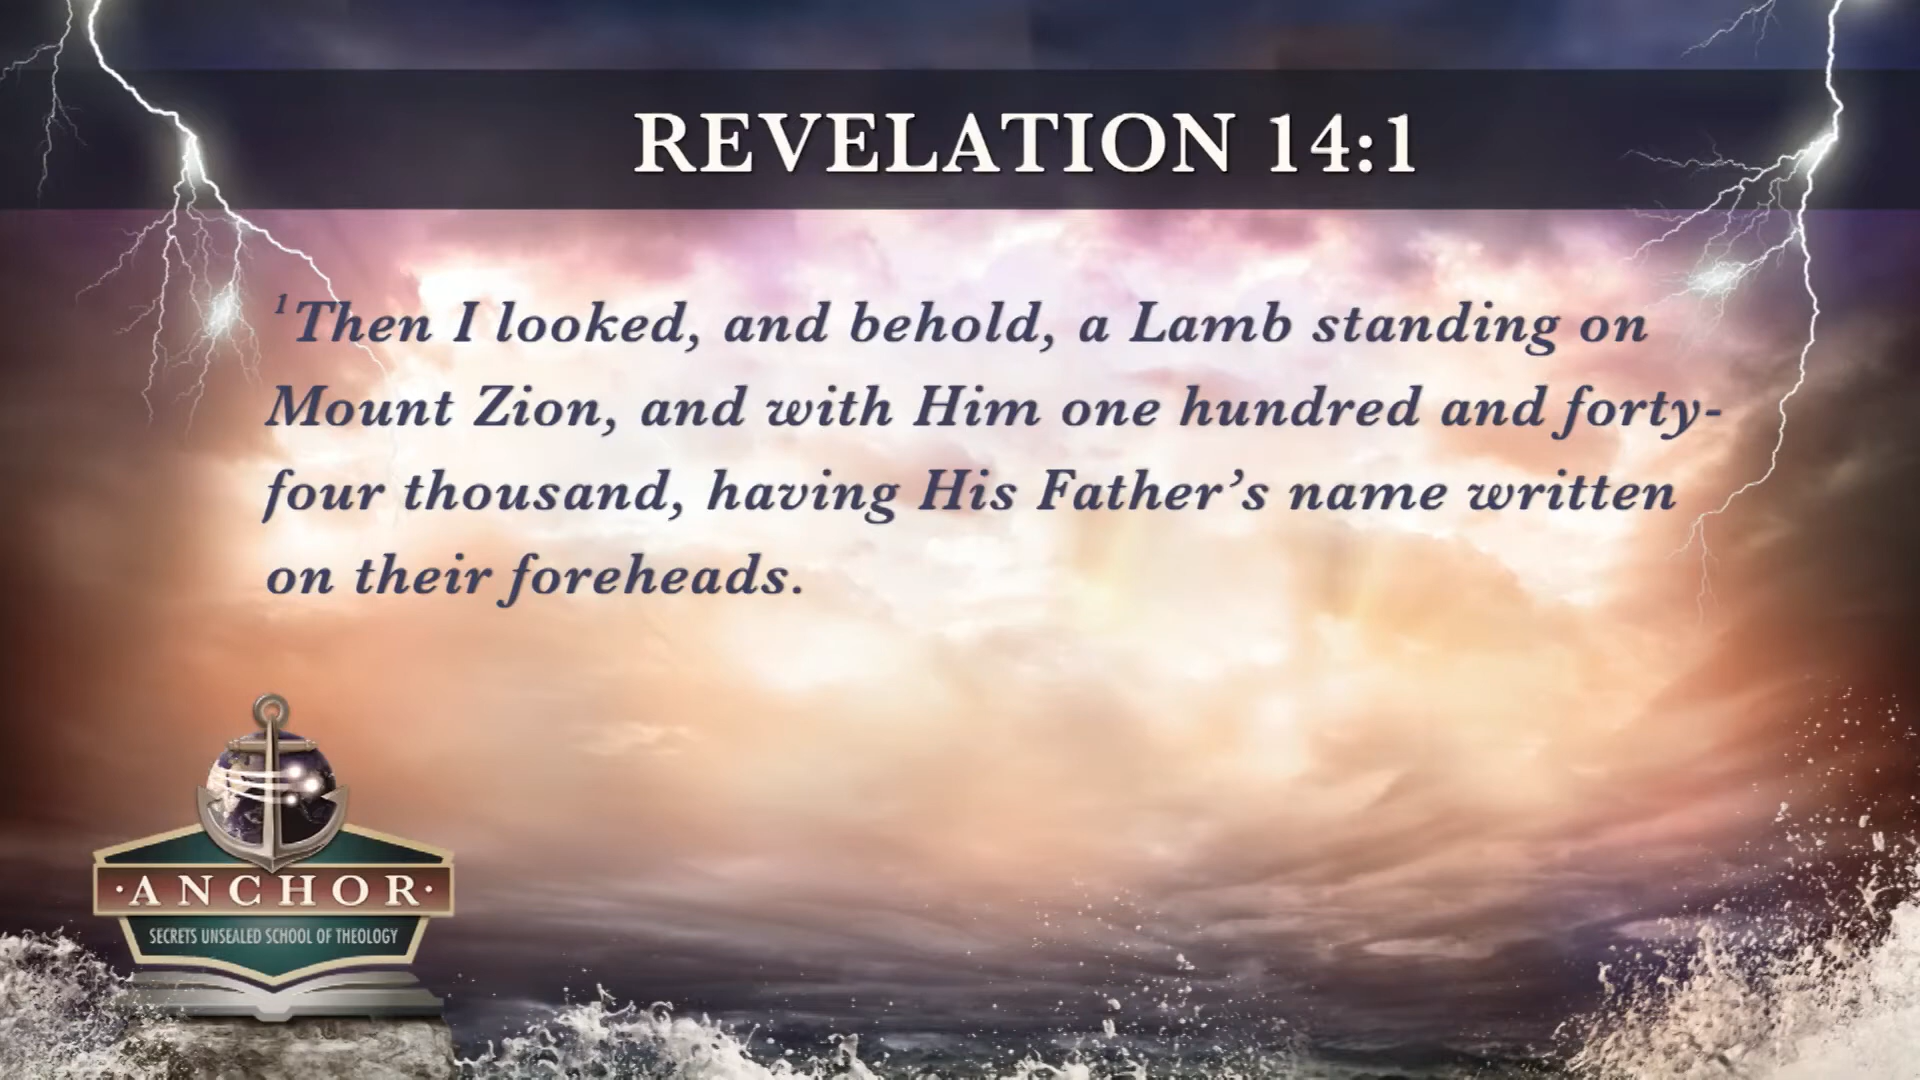 REVELATION 14:1
¹Then I looked, and behold, a Lamb standing on
Mount Zion, and with Him one hundred and forty-
four thousand, having His Father’s name written
on their foreheads.
·ANCHOR·
SECRETS UNSEALED SCHOOL OF THEOLOGY